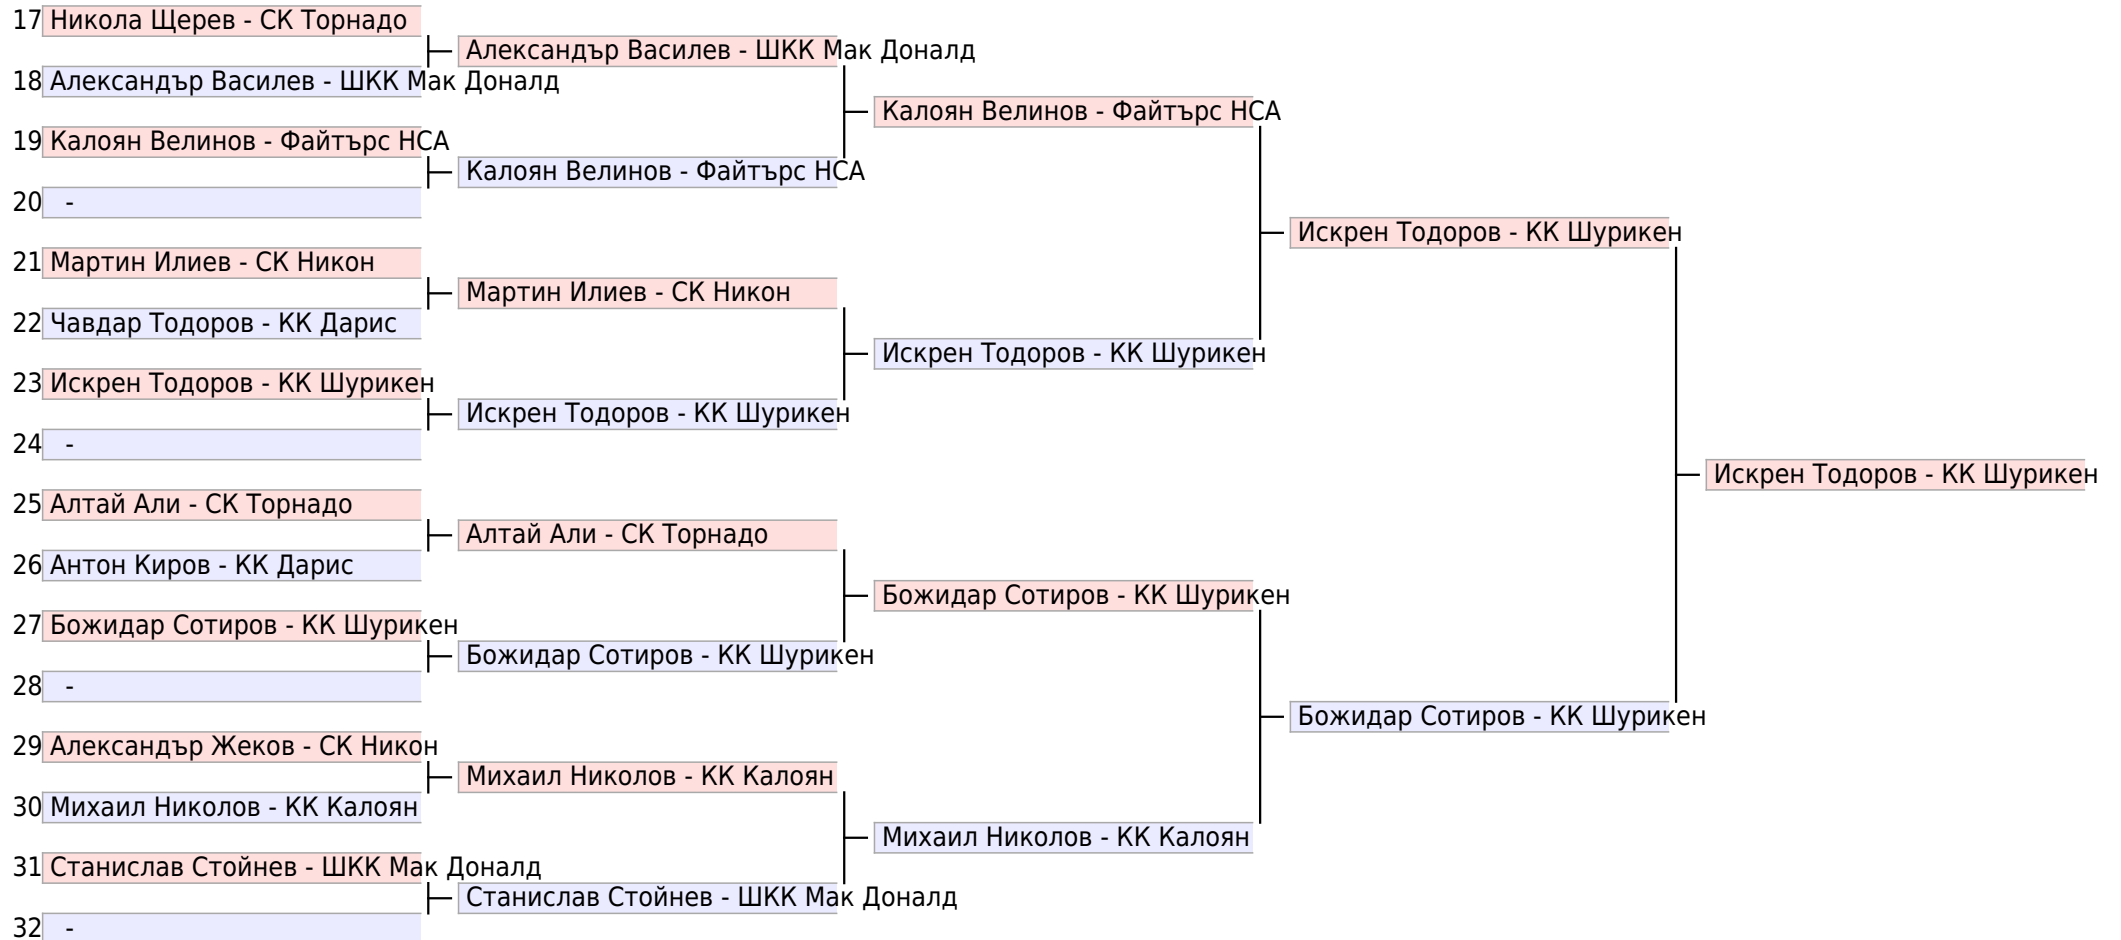 17 Никола Щерев - СК Торнадо
Александър Василев - ШКК Мак Доналд
18 Александър Василев - ШКК Мак Доналд
Калоян Велинов - Файтърс НСА
19 Калоян Велинов - Файтърс НСА
Калоян Велинов - Файтърс НСА
20 -
Искрен Тодоров - КК Шурикен
21 Мартин Илиев - СК Никон
Мартин Илиев - СК Никон
22 Чавдар Тодоров - КК Дарис
Искрен Тодоров - КК Шурикен
23 Искрен Тодоров - КК Шурикен
Искрен Тодоров - КК Шурикен
24 -
Искрен Тодоров - КК Шурикен
25 Алтай Али - СК Торнадо
Алтай Али - СК Торнадо
26 Антон Киров - КК Дарис
Божидар Сотиров - КК Шурикен
27 Божидар Сотиров - КК Шурикен
Божидар Сотиров - КК Шурикен
28 -
Божидар Сотиров - КК Шурикен
29 Александър Жеков - СК Никон
Михаил Николов - КК Калоян
30 Михаил Николов - КК Калоян
Михаил Николов - КК Калоян
31 Станислав Стойнев - ШКК Мак Доналд
Станислав Стойнев - ШКК Мак Доналд
32 -